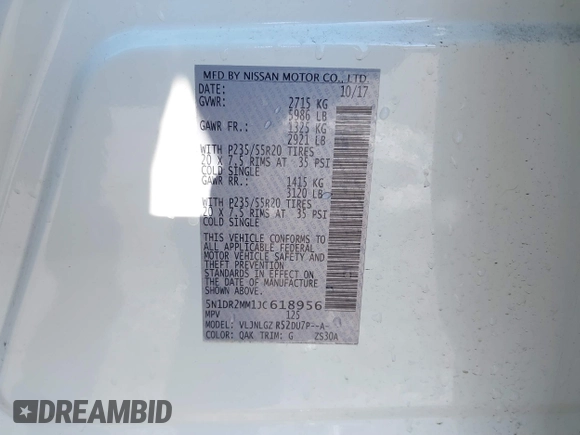 MFD BY NISSAN MOTOR CO., LTD.
DATE: 10/17
GVWR: 2715 KG
5986 LB
GAWR FR.: 1325 KG
2921 LB
WITH P235/55R20 TIRES
20 X 7.5 RIMS AT 35 PSI
COLD SINGLE
GAWR RR.: 1415 KG
3120 LB
WITH P235/55R20 TIRES
20 X 7.5 RIMS AT 35 PSI
COLD SINGLE
THIS VEHICLE CONFORMS TO
ALL APPLICABLE FEDERAL
MOTOR VEHICLE SAFETY AND
THEFT PREVENTION
STANDARDS IN EFFECT ON
THE DATE OF MANUFACTURE
SHOWN ABOVE.
5N1DR2MM1JC618956
MPV 125
MODEL: VLJNLGZ R52DU7P--A-
COLOR: QAK TRIM: G ZS30A
DREAMBID